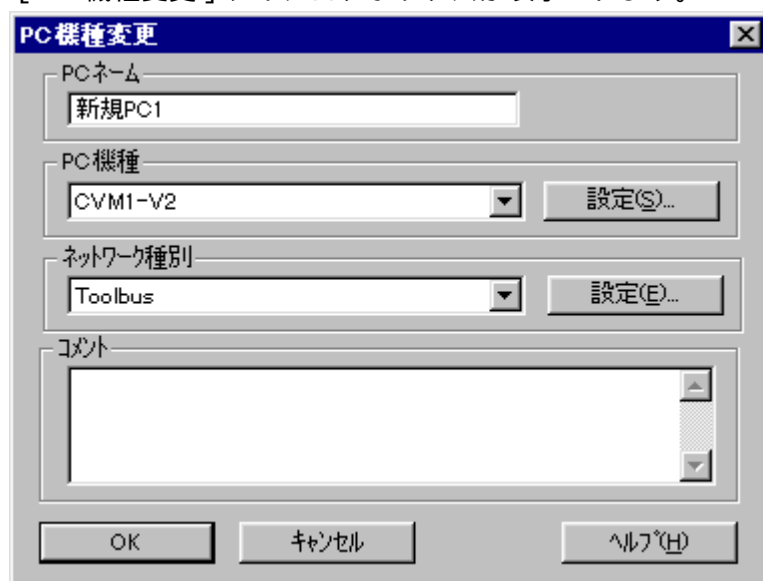 PC機種変更
PCネーム
新規PC1
PC機種
CVM1-V2
設定(S)...
ネットワーク種別
Toolbus
設定(E)...
コメント
OK
キャンセル
ヘルプ(H)